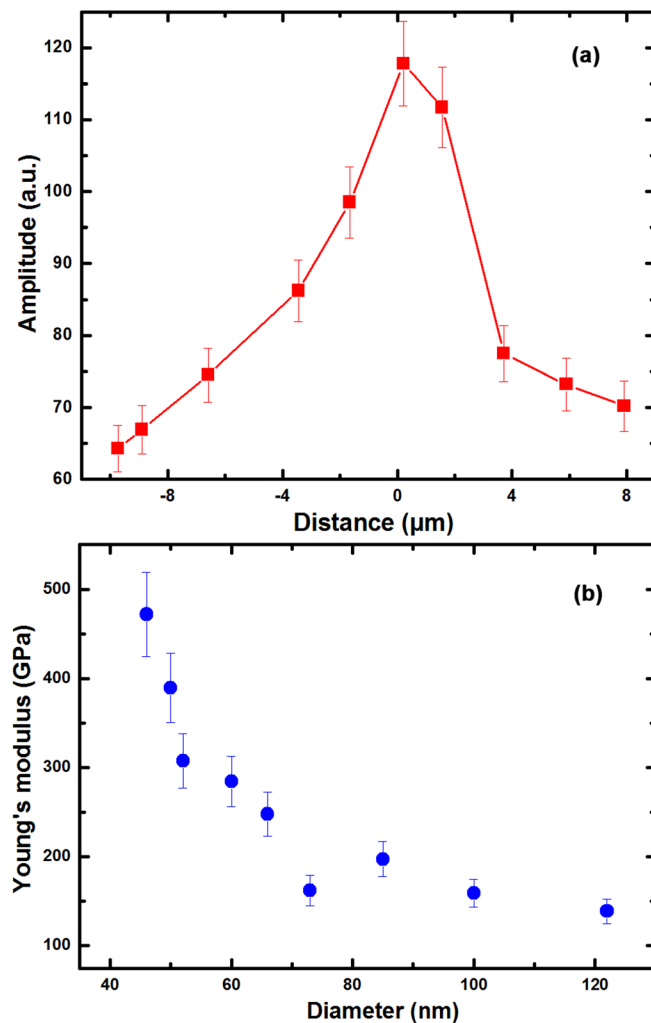 (a)
Amplitude (a.u.)
120
110
100
90
80
70
60
-8 -4 0 4 8
Distance (µm)
(b)
Young's modulus (GPa)
500
400
300
200
100
40 60 80 100 120
Diameter (nm)